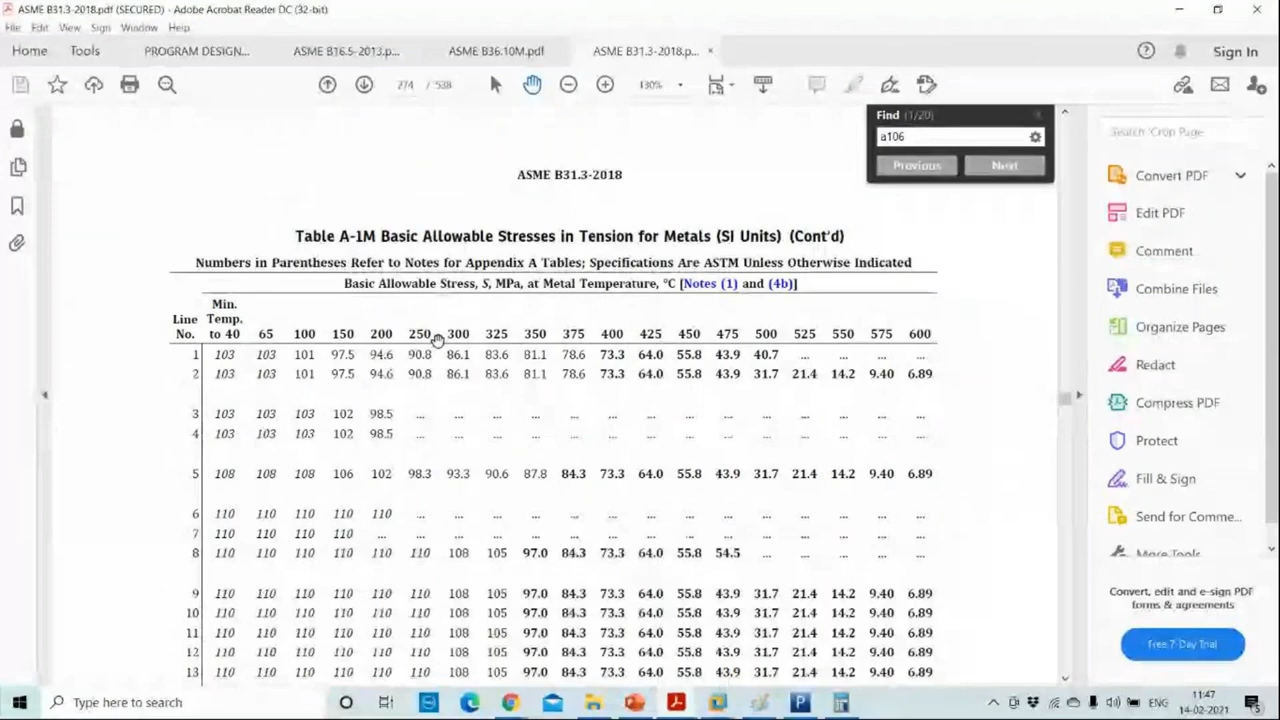 ASME B31.3-2018.pdf (SECURED) - Adobe Acrobat Reader DC (32-bit)
File Edit View Sign Window Help
Home Tools PROGRAM DESIGN... ASME B16.5-2013.p... ASME B36.10M.pdf ASME B31.3-2018.p... × Sign In
274 / 538 130%
Find (1/20)
a106
Previous Next
Search 'Crop Page'
Convert PDF
Edit PDF
Comment
Combine Files
Organize Pages
Redact
Compress PDF
Protect
Fill & Sign
Send for Comme...
More Tools
Convert, edit and e-sign PDF
forms & agreements
Free 7-Day Trial
ASME B31.3-2018
Table A-1M Basic Allowable Stresses in Tension for Metals (SI Units) (Cont'd)
Numbers in Parentheses Refer to Notes for Appendix A Tables; Specifications Are ASTM Unless Otherwise Indicated
Basic Allowable Stress, S, MPa, at Metal Temperature, °C [Notes (1) and (4b)]
Min.
Line Temp.
No. to 40 65 100 150 200 250 300 325 350 375 400 425 450 475 500 525 550 575 600
1 103 103 101 97.5 94.6 90.8 86.1 83.6 81.1 78.6 73.3 64.0 55.8 43.9 40.7 ... ... ... ...
2 103 103 101 97.5 94.6 90.8 86.1 83.6 81.1 78.6 73.3 64.0 55.8 43.9 31.7 21.4 14.2 9.40 6.89
3 103 103 103 102 98.5 ... ... ... ... ... ... ... ... ... ... ... ... ... ...
4 103 103 103 102 98.5 ... ... ... ... ... ... ... ... ... ... ... ... ... ...
5 108 108 108 106 102 98.3 93.3 90.6 87.8 84.3 73.3 64.0 55.8 43.9 31.7 21.4 14.2 9.40 6.89
6 110 110 110 110 110 ... ... ... ... ... ... ... ... ... ... ... ... ... ...
7 110 110 110 110 ... ... ... ... ... ... ... ... ... ... ... ... ... ... ...
8 110 110 110 110 110 110 108 105 97.0 84.3 73.3 64.0 55.8 54.5 ... ... ... ... ...
9 110 110 110 110 110 110 108 105 97.0 84.3 73.3 64.0 55.8 43.9 31.7 21.4 14.2 9.40 6.89
10 110 110 110 110 110 110 108 105 97.0 84.3 73.3 64.0 55.8 43.9 31.7 21.4 14.2 9.40 6.89
11 110 110 110 110 110 110 108 105 97.0 84.3 73.3 64.0 55.8 43.9 31.7 21.4 14.2 9.40 6.89
12 110 110 110 110 110 110 108 105 97.0 84.3 73.3 64.0 55.8 43.9 31.7 21.4 14.2 9.40 6.89
13 110 110 110 110 110 110 108 105 97.0 84.3 73.3 64.0 55.8 43.9 31.7 21.4 14.2 9.40 6.89
Type here to search
ENG
11:47
14-02-2021